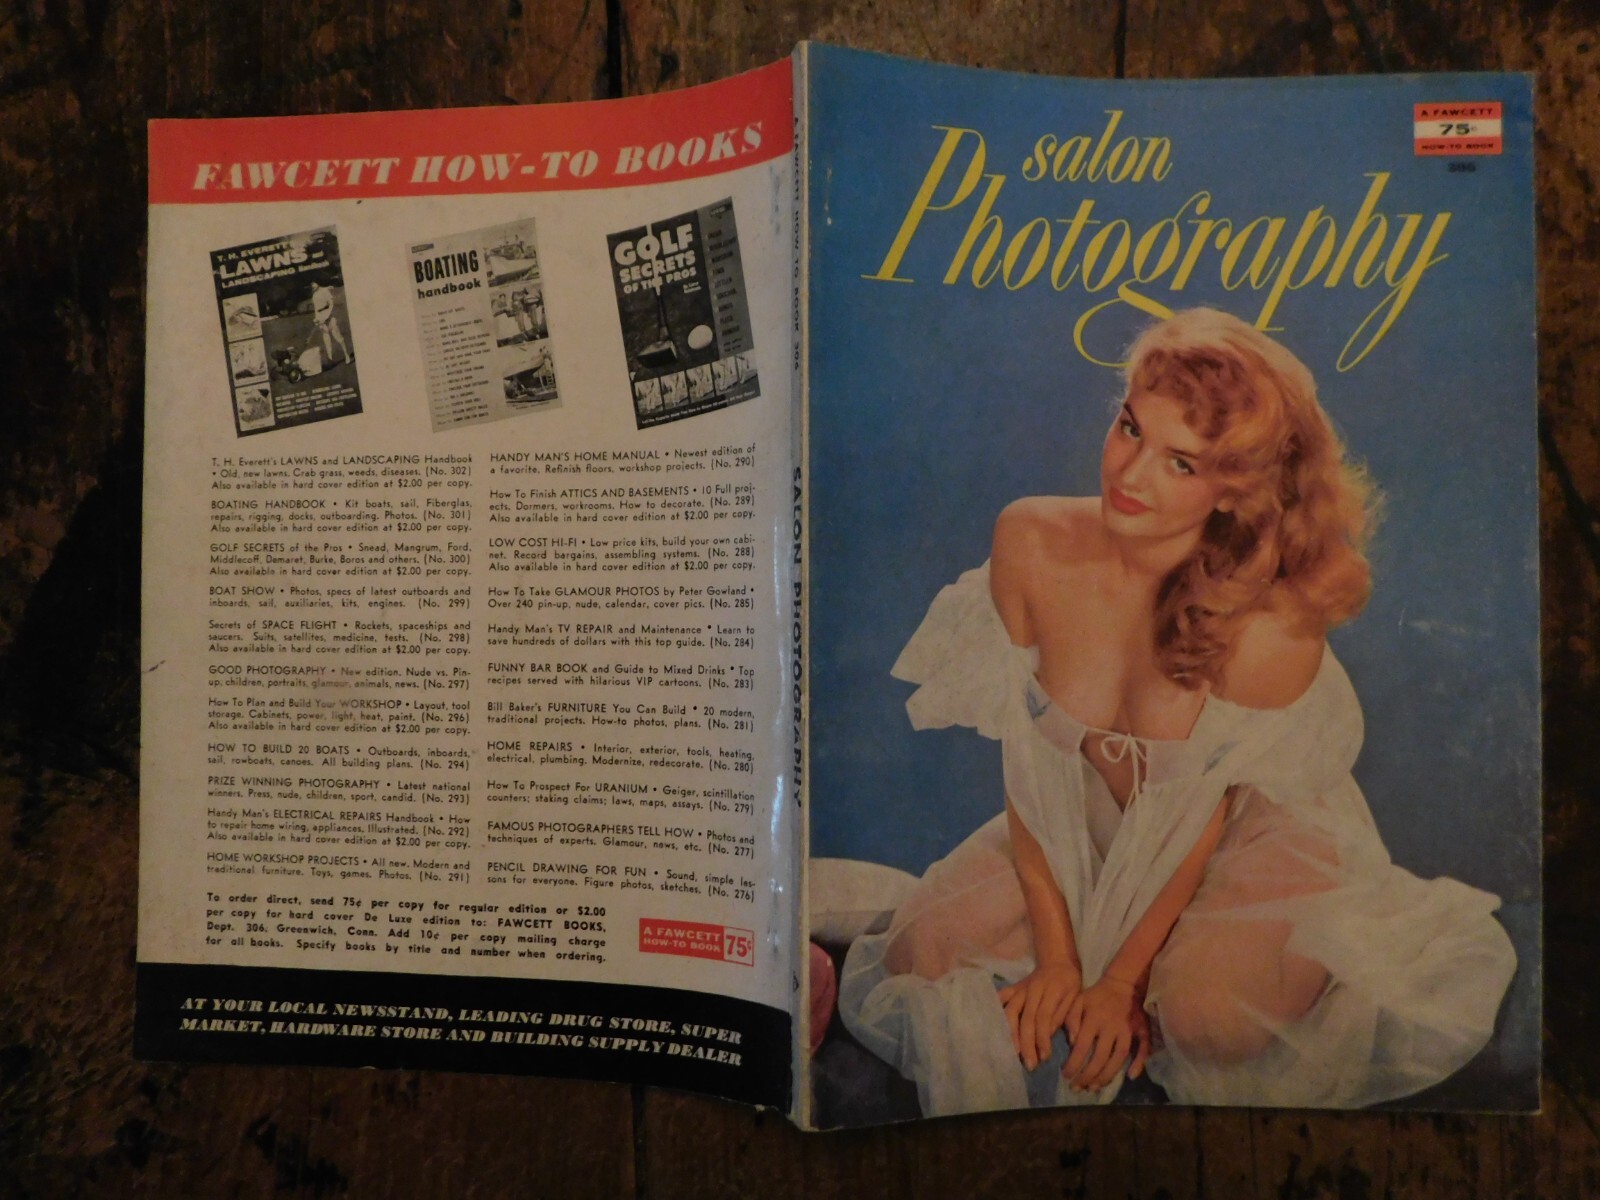 FAWCETT HOW-TO BOOKS
T. H. EVERETT'S
LAWNS and
LANDSCAPING Handbook
BOATING
handbook
GOLF
SECRETS
OF THE PROS
T. H. Everett's LAWNS and LANDSCAPING Handbook
• Old, new lawns. Crab grass, weeds, diseases. (No. 302)
Also available in hard cover edition at $2.00 per copy.
BOATING HANDBOOK • Kit boats, sail, Fiberglas,
repairs, rigging, docks, outboarding. Photos. (No. 301)
Also available in hard cover edition at $2.00 per copy.
GOLF SECRETS of the Pros • Snead, Mangrum, Ford,
Middlecoff, Demaret, Burke, Boros and others. (No. 300)
Also available in hard cover edition at $2.00 per copy.
BOAT SHOW • Photos, specs of latest outboards and
inboards, sail, auxiliaries, kits, engines. (No. 299)
Secrets of SPACE FLIGHT • Rockets, spaceships and
saucers. Suits, satellites, medicine, tests. (No. 298)
Also available in hard cover edition at $2.00 per copy.
GOOD PHOTOGRAPHY • New edition. Nude vs. Pin-
up, children, portraits, glamour, animals, news. (No. 297)
How To Plan and Build Your WORKSHOP • Layout, tool
storage. Cabinets, power, light, heat, paint. (No. 296)
Also available in hard cover edition at $2.00 per copy.
HOW TO BUILD 20 BOATS • Outboards, inboards,
sail, rowboats, canoes. All building plans. (No. 294)
PRIZE WINNING PHOTOGRAPHY • Latest national
winners. Press, nude, children, sport, candid. (No. 293)
Handy Man's ELECTRICAL REPAIRS Handbook • How
to repair home wiring, appliances. Illustrated. (No. 292)
Also available in hard cover edition at $2.00 per copy.
HOME WORKSHOP PROJECTS • All new. Modern and
traditional furniture. Toys, games. Photos. (No. 291)
HANDY MAN'S HOME MANUAL • Newest edition of
a favorite. Refinish floors, workshop projects. (No. 290)
How To Finish ATTICS AND BASEMENTS • 10 Full proj-
ects. Dormers, workrooms. How to decorate. (No. 289)
Also available in hard cover edition at $2.00 per copy.
LOW COST HI-FI • Low price kits, build your own cabi-
net. Record bargains, assembling systems. (No. 288)
Also available in hard cover edition at $2.00 per copy.
How To Take GLAMOUR PHOTOS by Peter Gowland •
Over 240 pin-up, nude, calendar, cover pics. (No. 285)
Handy Man's TV REPAIR and Maintenance • Learn to
save hundreds of dollars with this top guide. (No. 284)
FUNNY BAR BOOK and Guide to Mixed Drinks • Top
recipes served with hilarious VIP cartoons. (No. 283)
Bill Baker's FURNITURE You Can Build • 20 modern,
traditional projects. How-to photos, plans. (No. 281)
HOME REPAIRS • Interior, exterior, tools, heating,
electrical, plumbing. Modernize, redecorate. (No. 280)
How To Prospect For URANIUM • Geiger, scintillation
counters; staking claims; laws, maps, assays. (No. 279)
FAMOUS PHOTOGRAPHERS TELL HOW • Photos and
techniques of experts. Glamour, news, etc. (No. 277)
PENCIL DRAWING FOR FUN • Sound, simple les-
sons for everyone. Figure photos, sketches. (No. 276)
To order direct, send 75¢ per copy for regular edition or $2.00
per copy for hard cover De Luxe edition to: FAWCETT BOOKS,
Dept. 306, Greenwich, Conn. Add 10¢ per copy mailing charge
for all books. Specify books by title and number when ordering.
A FAWCETT
HOW-TO BOOK
75¢
AT YOUR LOCAL NEWSSTAND, LEADING DRUG STORE, SUPER
MARKET, HARDWARE STORE AND BUILDING SUPPLY DEALER
A FAWCETT HOW TO BOOK 306
SALON PHOTOGRAPHY
salon
Photography
A FAWCETT
75¢
HOW-TO BOOK
306